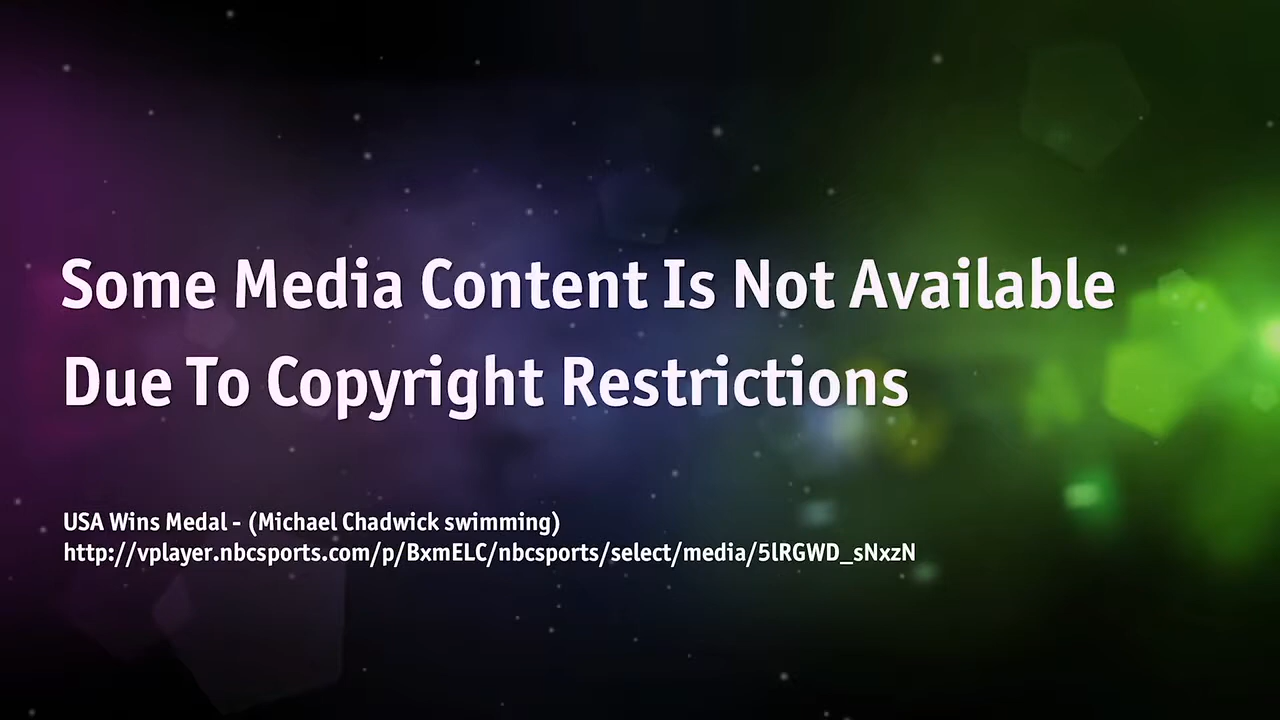 Some Media Content Is Not Available
Due To Copyright Restrictions
USA Wins Medal - (Michael Chadwick swimming)
http://vplayer.nbcsports.com/p/BxmELC/nbcsports/select/media/5lRGWD_sNxzN